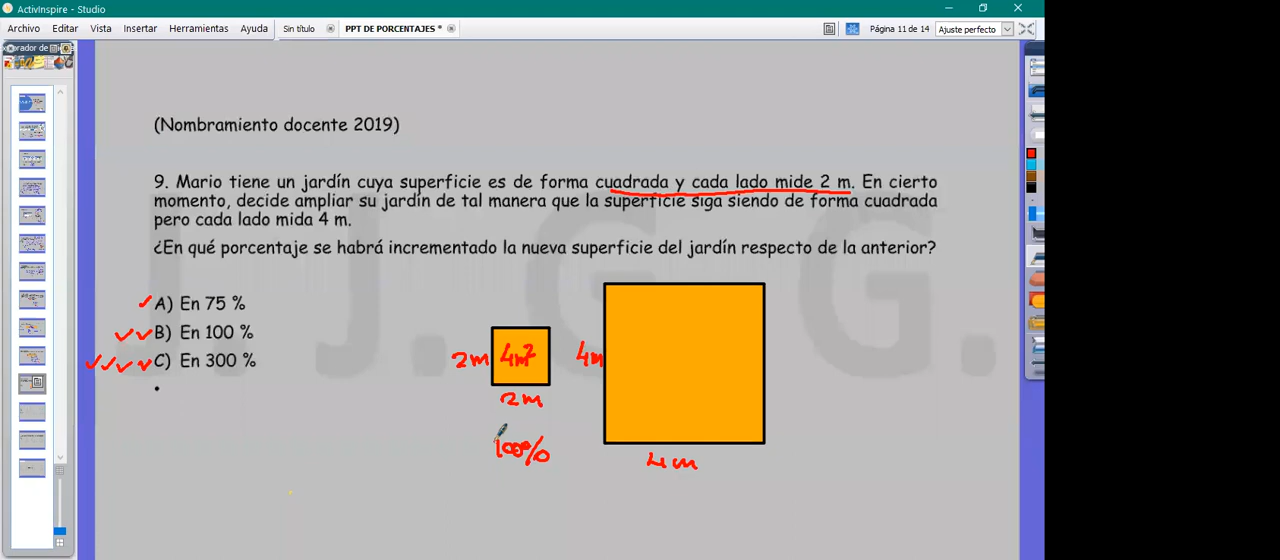 ActivInspire - Studio
Archivo Editar Vista Insertar Herramientas Ayuda Sin título PPT DE PORCENTAJES * Página 11 de 14 Ajuste perfecto
(Nombramiento docente 2019)
9. Mario tiene un jardín cuya superficie es de forma cuadrada y cada lado mide 2 m. En cierto
momento, decide ampliar su jardín de tal manera que la superficie siga siendo de forma cuadrada
pero cada lado mida 4 m.
¿En qué porcentaje se habrá incrementado la nueva superficie del jardín respecto de la anterior?
A) En 75 %
B) En 100 %
C) En 300 %
2m 4m² 4m
2m
100%
4m
J. J. G. G.